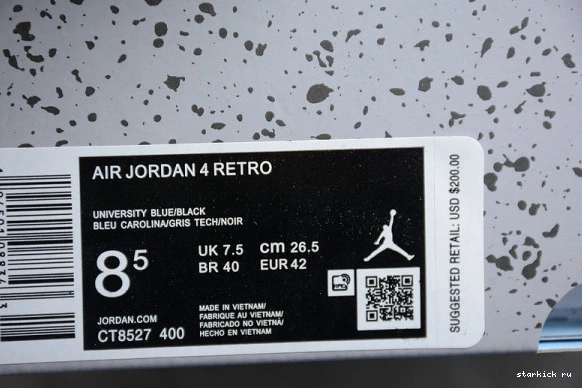 AIR JORDAN 4 RETRO
UNIVERSITY BLUE/BLACK
BLEU CAROLINA/GRIS TECH/NOIR
8 5
UK 7.5 cm 26.5
BR 40 EUR 42
MADE IN VIETNAM/
FABRIQUE AU VIETNAM/
FABRICADO NO VIETNÃ/
HECHO EN VIETNAM
JORDAN.COM
CT8527 400
SUGGESTED RETAIL: USD $200.00
starkick ru